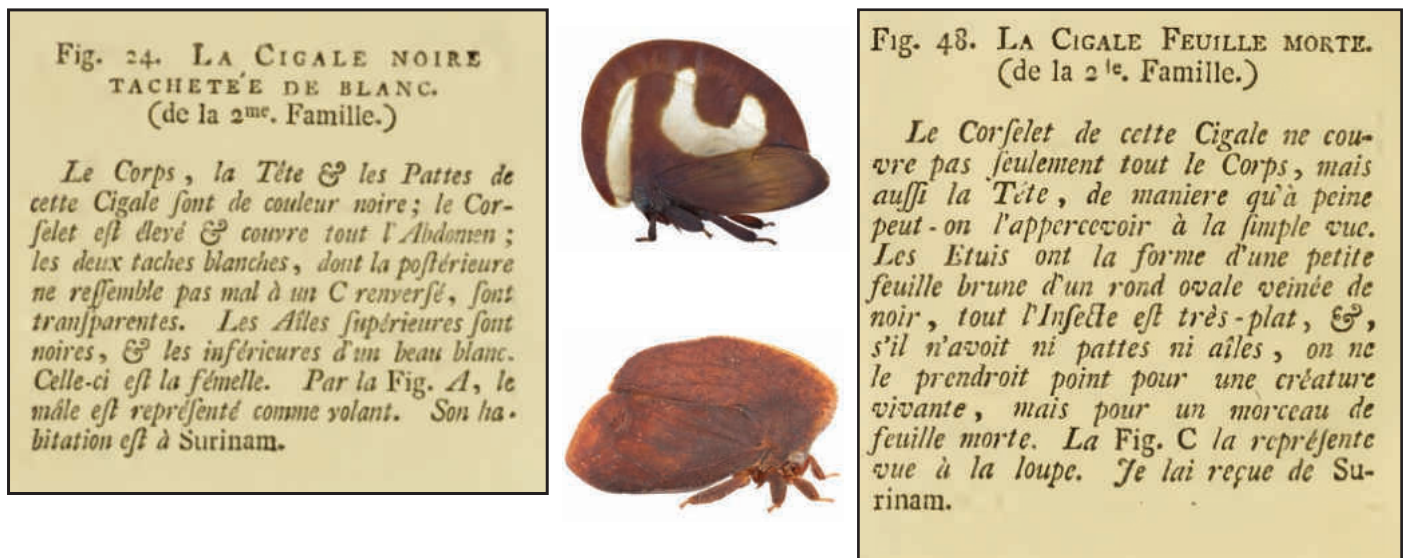 Fig. 24. LA CIGALE NOIRE
TACHETÉE DE BLANC.
(de la 2me. Famille.)
Le Corps, la Tête & les Pattes de
cette Cigale ſont de couleur noire; le Cor-
ſelet eſt élevé & couvre tout l'Abdomen;
les deux taches blanches, dont la poſtérieure
ne reſſemble pas mal à un C renverſé, ſont
tranſparentes. Les Aîles ſupérieures ſont
noires, & les inférieures d'un beau blanc.
Celle-ci eſt la fémelle. Par la Fig. A, le
mâle eſt repréſenté comme volant. Son ha-
bitation eſt à Surinam.
Fig. 48. LA CIGALE FEUILLE MORTE.
(de la 2 de. Famille.)
Le Corſelet de cette Cigale ne cou-
vre pas ſeulement tout le Corps, mais
auſſi la Tête, de maniere qu'à peine
peut-on l'appercevoir à la ſimple vue.
Les Etuis ont la forme d'une petite
feuille brune d'un rond ovale veinée de
noir, tout l'Inſecte eſt très-plat, &,
s'il n'avoit ni pattes ni aîles, on ne
le prendroit point pour une créature
vivante, mais pour un morceau de
feuille morte. La Fig. C la repréſente
vue à la loupe. Je lai reçue de Su-
rinam.